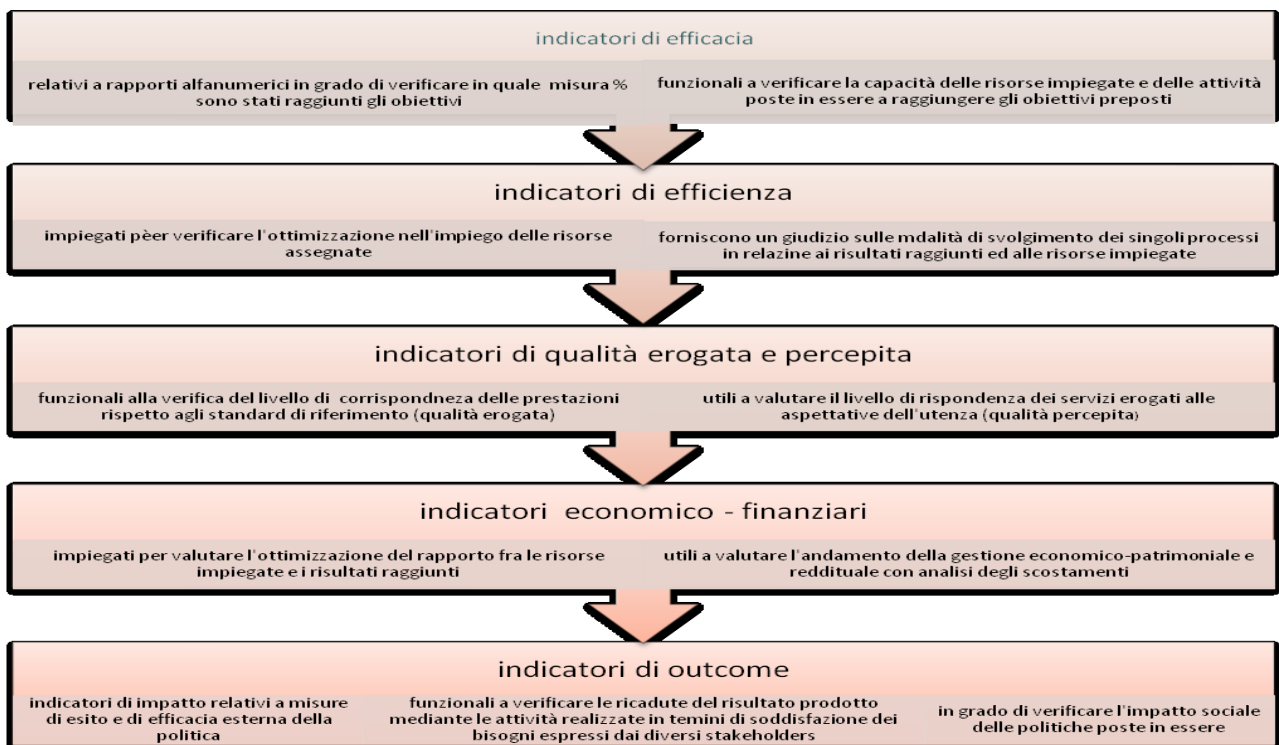 indicatori di efficacia
relativi a rapporti alfanumerici in grado di verificare in quale misura %
sono stati raggiunti gli obiettivi
funzionali a verificare la capacità delle risorse impiegate e delle attività
poste in essere a raggiungere gli obiettivi preposti
indicatori di efficienza
impiegati pèer verificare l'ottimizzazione nell'impiego delle risorse
assegnate
forniscono un giudizio sulle mdalità di svolgimento dei singoli processi
in relazine ai risultati raggiunti ed alle risorse impiegate
indicatori di qualità erogata e percepita
funzionali alla verifica del livello di corrispondneza delle prestazioni
rispetto agli standard di riferimento (qualità erogata)
utili a valutare il livello di rispondenza dei servizi erogati alle
aspettative dell'utenza (qualità percepita)
indicatori economico - finanziari
impiegati per valutare l'ottimizzazione del rapporto fra le risorse
impiegate e i risultati raggiunti
utili a valutare l'andamento della gestione economico-patrimoniale e
reddituale con analisi degli scostamenti
indicatori di outcome
indicatori di impatto relativi a misure
di esito e di efficacia esterna della
politica
funzionali a verificare le ricadute del risultato prodotto
mediante le attività realizzate in temini di soddisfazione dei
bisogni espressi dai diversi stakeholders
in grado di verificare l'impatto sociale
delle politiche poste in essere